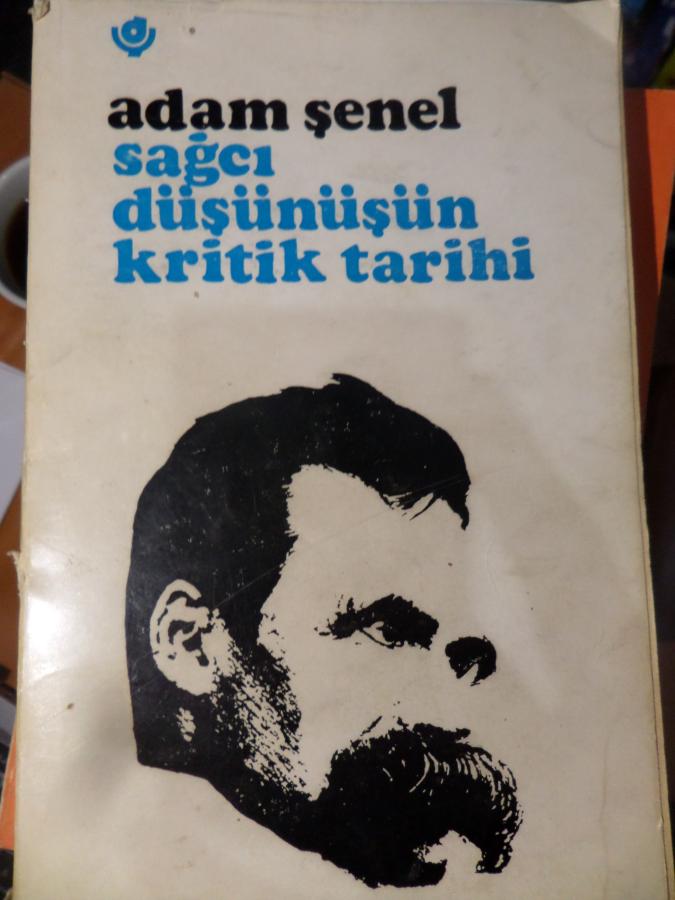 adam şenel
sağcı
düşünüşün
kritik tarihi